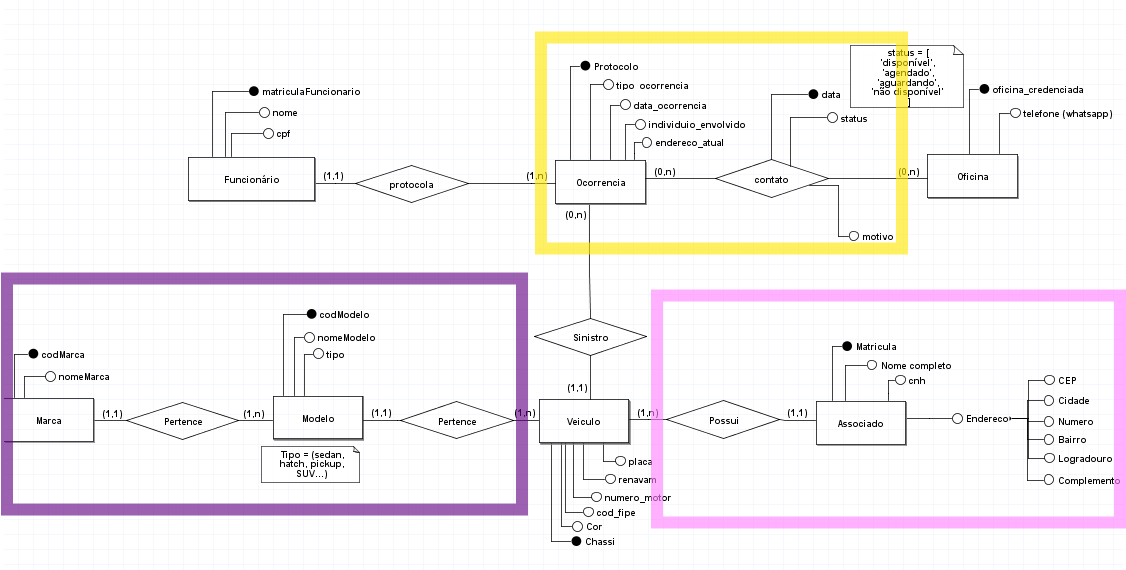 status = [
'disponível',
'agendado',
'aguardando',
'não disponível'
]
Protocolo
tipo_ocorrencia
data_ocorrencia
individuio_envolvido
endereco_atual
matriculaFuncionario
nome
cpf
data
status
oficina_credenciada
telefone (whatsapp)
Funcionário
(1,1)
protocola
(1,n)
Ocorrencia
(0,n)
contato
(0,n)
Oficina
(0,n)
motivo
Sinistro
(1,1)
codMarca
nomeMarca
codModelo
nomeModelo
tipo
Marca
(1,1)
Pertence
(1,n)
Modelo
(1,1)
Pertence
(1,n)
Veiculo
(1,n)
Possui
(1,1)
Associado
Matricula
Nome completo
cnh
Endereco
CEP
Cidade
Numero
Bairro
Logradouro
Complemento
Tipo = (sedan,
hatch, pickup,
SUV...)
placa
renavam
numero_motor
cod_fipe
Cor
Chassi